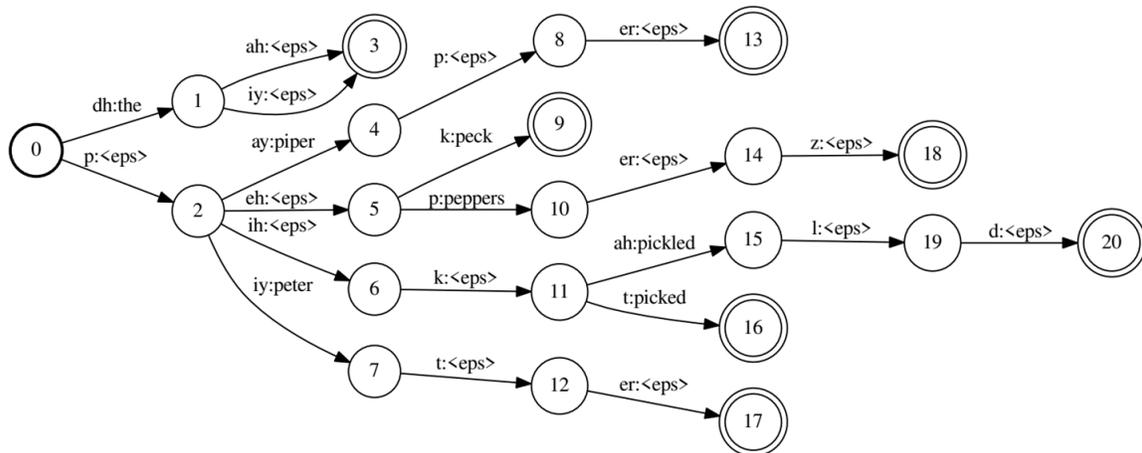 0
dh:the
p:<eps>
1
ah:<eps>
iy:<eps>
3
2
ay:piper
eh:<eps>
ih:<eps>
iy:peter
4
p:<eps>
8
er:<eps>
13
5
k:peck
9
p:peppers
10
er:<eps>
14
z:<eps>
18
6
k:<eps>
11
ah:pickled
15
l:<eps>
19
d:<eps>
20
t:picked
16
7
t:<eps>
12
er:<eps>
17